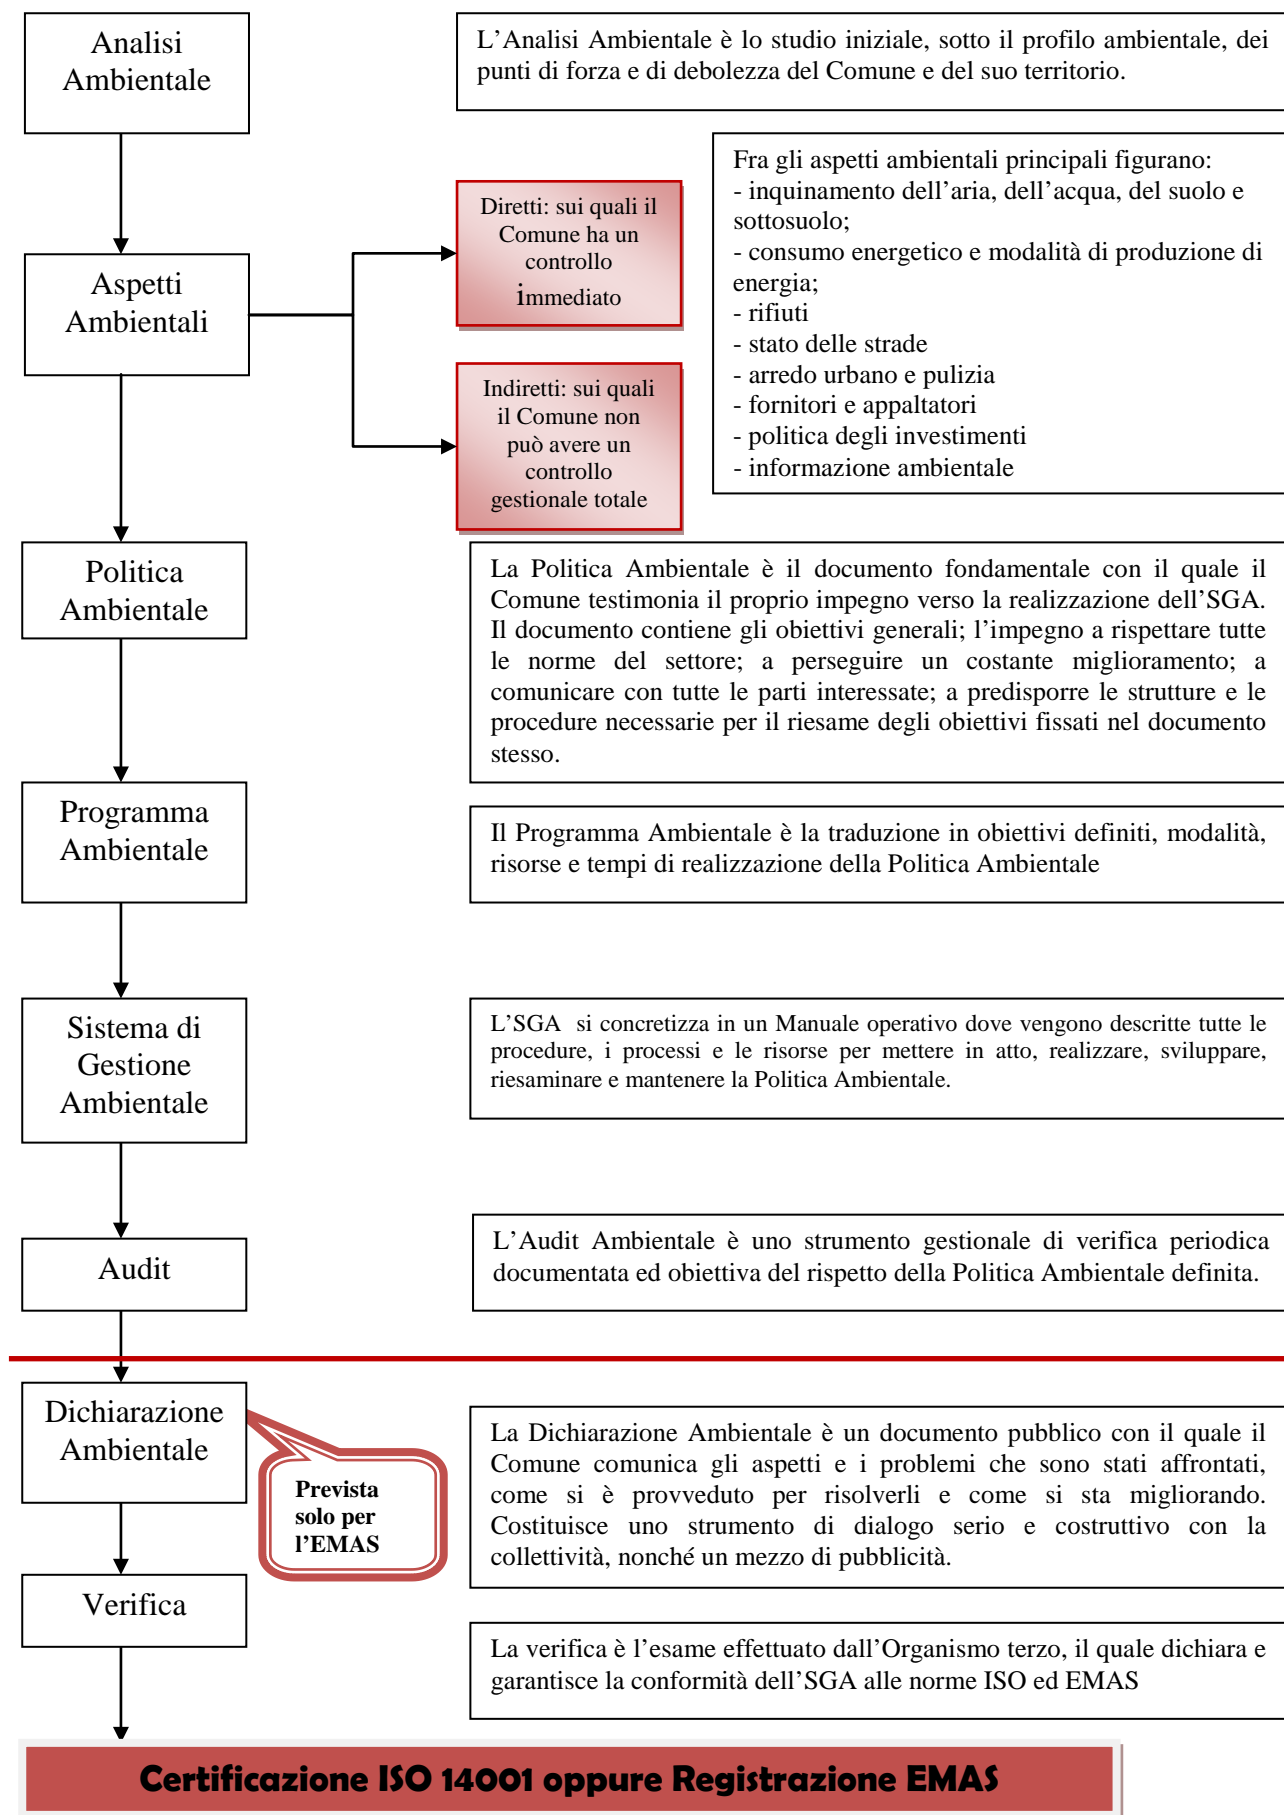 Analisi
Ambientale
L’Analisi Ambientale è lo studio iniziale, sotto il profilo ambientale, dei
punti di forza e di debolezza del Comune e del suo territorio.
Aspetti
Ambientali
Diretti: sui quali il
Comune ha un
controllo
immediato
Indiretti: sui quali
il Comune non
può avere un
controllo
gestionale totale
Fra gli aspetti ambientali principali figurano:
- inquinamento dell’aria, dell’acqua, del suolo e
sottosuolo;
- consumo energetico e modalità di produzione di
energia;
- rifiuti
- stato delle strade
- arredo urbano e pulizia
- fornitori e appaltatori
- politica degli investimenti
- informazione ambientale
Politica
Ambientale
La Politica Ambientale è il documento fondamentale con il quale il
Comune testimonia il proprio impegno verso la realizzazione dell’SGA.
Il documento contiene gli obiettivi generali; l’impegno a rispettare tutte
le norme del settore; a perseguire un costante miglioramento; a
comunicare con tutte le parti interessate; a predisporre le strutture e le
procedure necessarie per il riesame degli obiettivi fissati nel documento
stesso.
Programma
Ambientale
Il Programma Ambientale è la traduzione in obiettivi definiti, modalità,
risorse e tempi di realizzazione della Politica Ambientale
Sistema di
Gestione
Ambientale
L’SGA si concretizza in un Manuale operativo dove vengono descritte tutte le
procedure, i processi e le risorse per mettere in atto, realizzare, sviluppare,
riesaminare e mantenere la Politica Ambientale.
Audit
L’Audit Ambientale è uno strumento gestionale di verifica periodica
documentata ed obiettiva del rispetto della Politica Ambientale definita.
Dichiarazione
Ambientale
Prevista
solo per
l’EMAS
La Dichiarazione Ambientale è un documento pubblico con il quale il
Comune comunica gli aspetti e i problemi che sono stati affrontati,
come si è provveduto per risolverli e come si sta migliorando.
Costituisce uno strumento di dialogo serio e costruttivo con la
collettività, nonché un mezzo di pubblicità.
Verifica
La verifica è l’esame effettuato dall’Organismo terzo, il quale dichiara e
garantisce la conformità dell’SGA alle norme ISO ed EMAS
Certificazione ISO 14001 oppure Registrazione EMAS